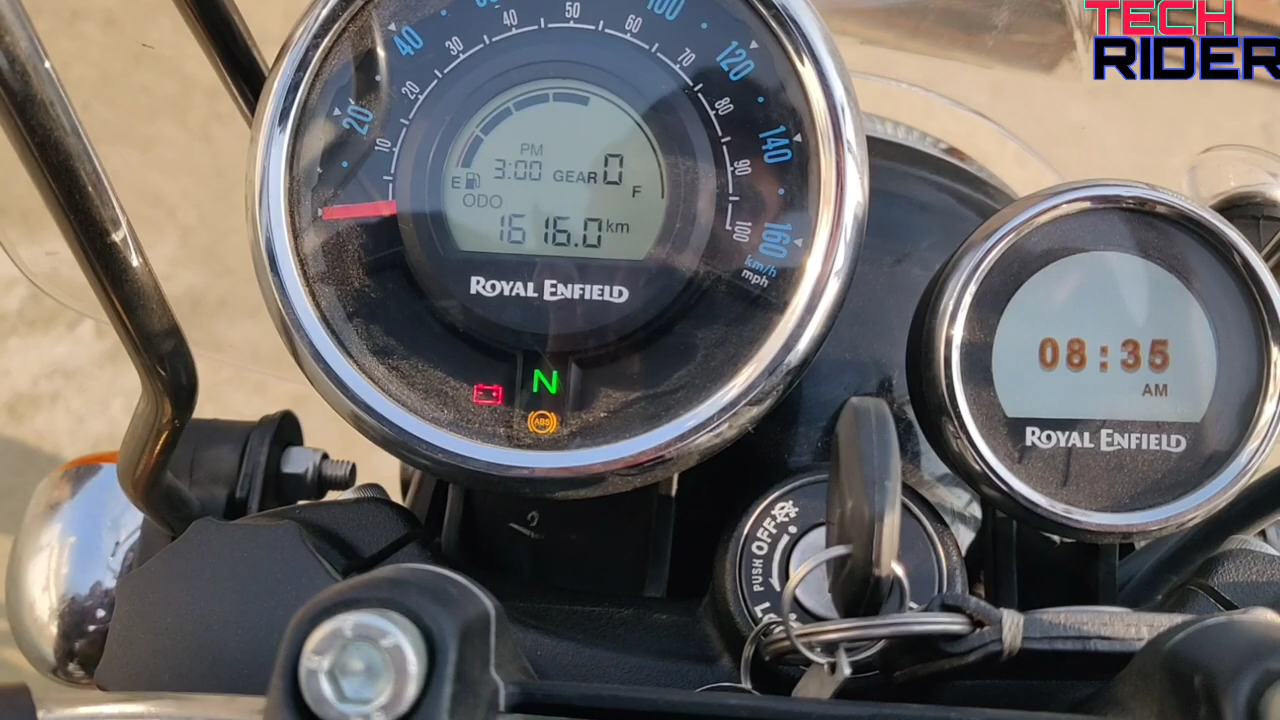 TECH
RIDER
20
40
80
100
120
140
160
km/h
mph
10
20
30
40
50
60
70
80
90
100
PM
3:00
GEAR 0
E
F
ODO
1616.0 km
ROYAL ENFIELD
N
ABS
08:35
AM
ROYAL ENFIELD
PUSH
OFF